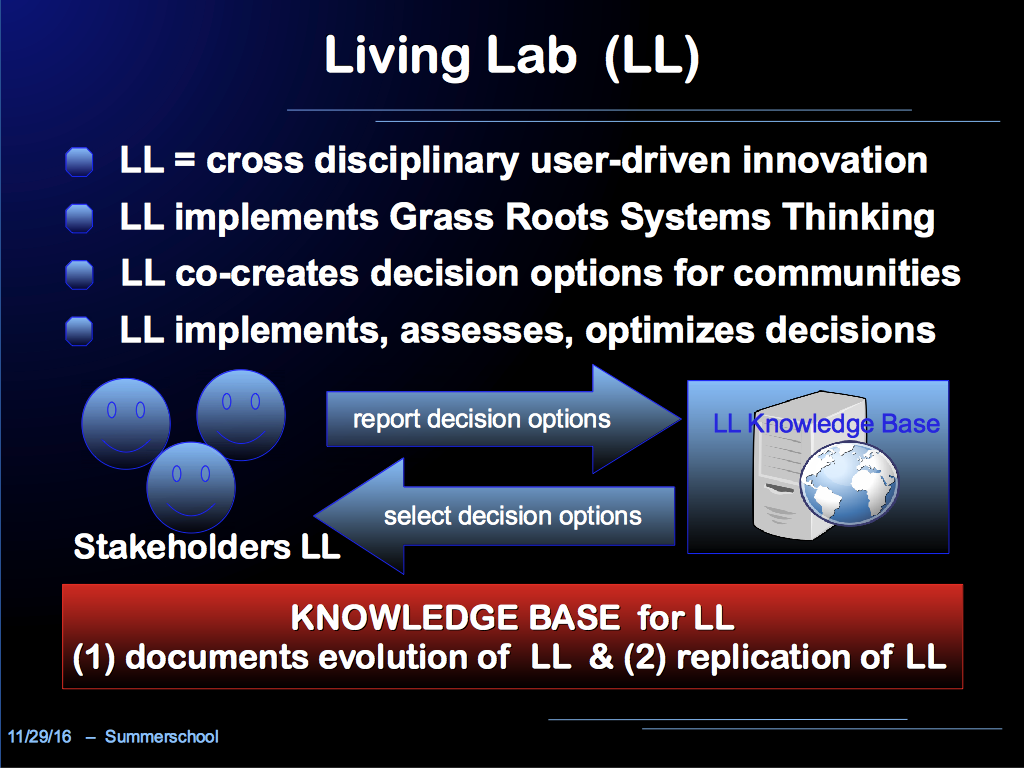 Living Lab (LL)
LL = cross disciplinary user-driven innovation
LL implements Grass Roots Systems Thinking
LL co-creates decision options for communities
LL implements, assesses, optimizes decisions
report decision options
LL Knowledge Base
select decision options
Stakeholders LL
KNOWLEDGE BASE for LL
(1) documents evolution of LL & (2) replication of LL
11/29/16 – Summerschool